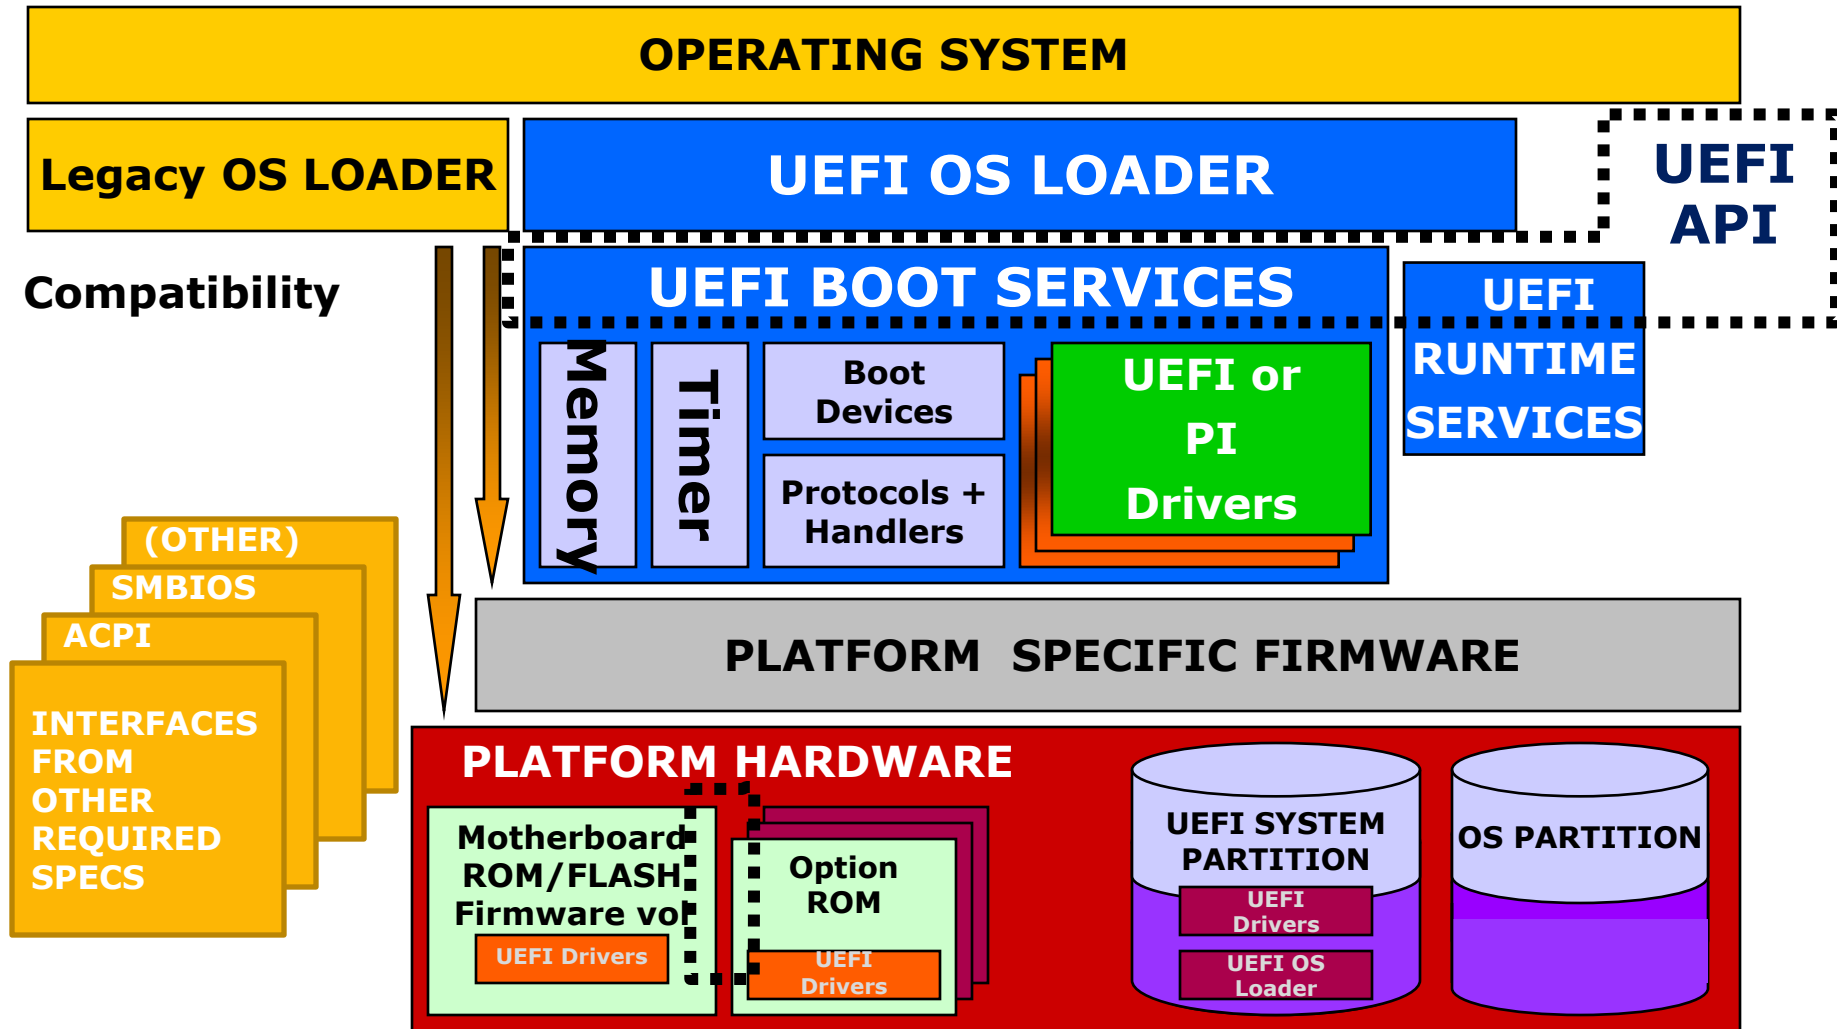 OPERATING SYSTEM
Legacy OS LOADER
UEFI OS LOADER
UEFI
API
Compatibility
UEFI BOOT SERVICES
UEFI
RUNTIME
SERVICES
Memory
Timer
Boot
Devices
Protocols +
Handlers
UEFI or
PI
Drivers
(OTHER)
SMBIOS
ACPI
INTERFACES
FROM
OTHER
REQUIRED
SPECS
PLATFORM SPECIFIC FIRMWARE
PLATFORM HARDWARE
Motherboard
ROM/FLASH
Firmware vol
UEFI Drivers
Option
ROM
UEFI
Drivers
UEFI SYSTEM
PARTITION
UEFI
Drivers
UEFI OS
Loader
OS PARTITION